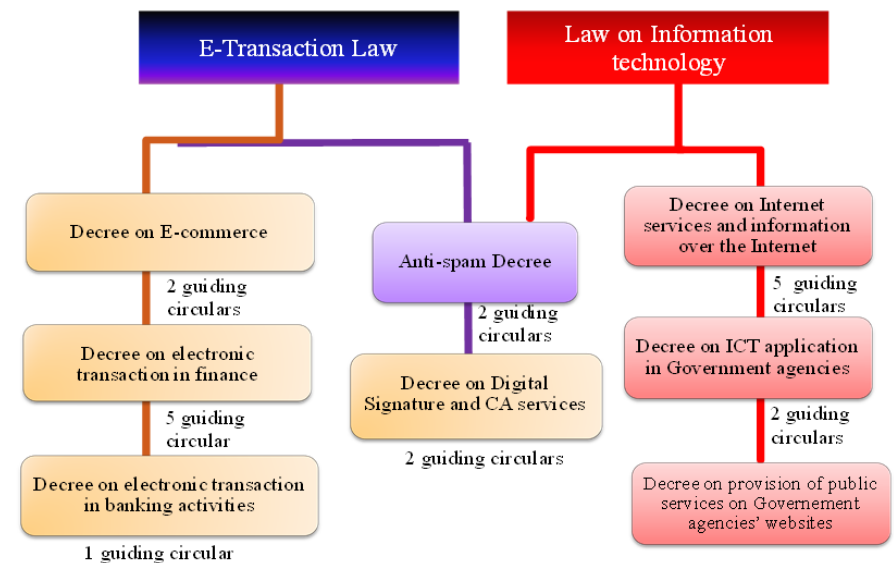 E-Transaction Law
Law on Information
technology
Decree on E-commerce
2 guiding
circulars
Decree on electronic
transaction in finance
5 guiding
circular
Decree on electronic transaction
in banking activities
1 guiding circular
Anti-spam Decree
2 guiding
circulars
Decree on Digital
Signature and CA services
2 guiding circulars
Decree on Internet
services and information
over the Internet
5 guiding
circulars
Decree on ICT application
in Government agencies
2 guiding
circulars
Decree on provision of public
services on Governement
agencies' websites